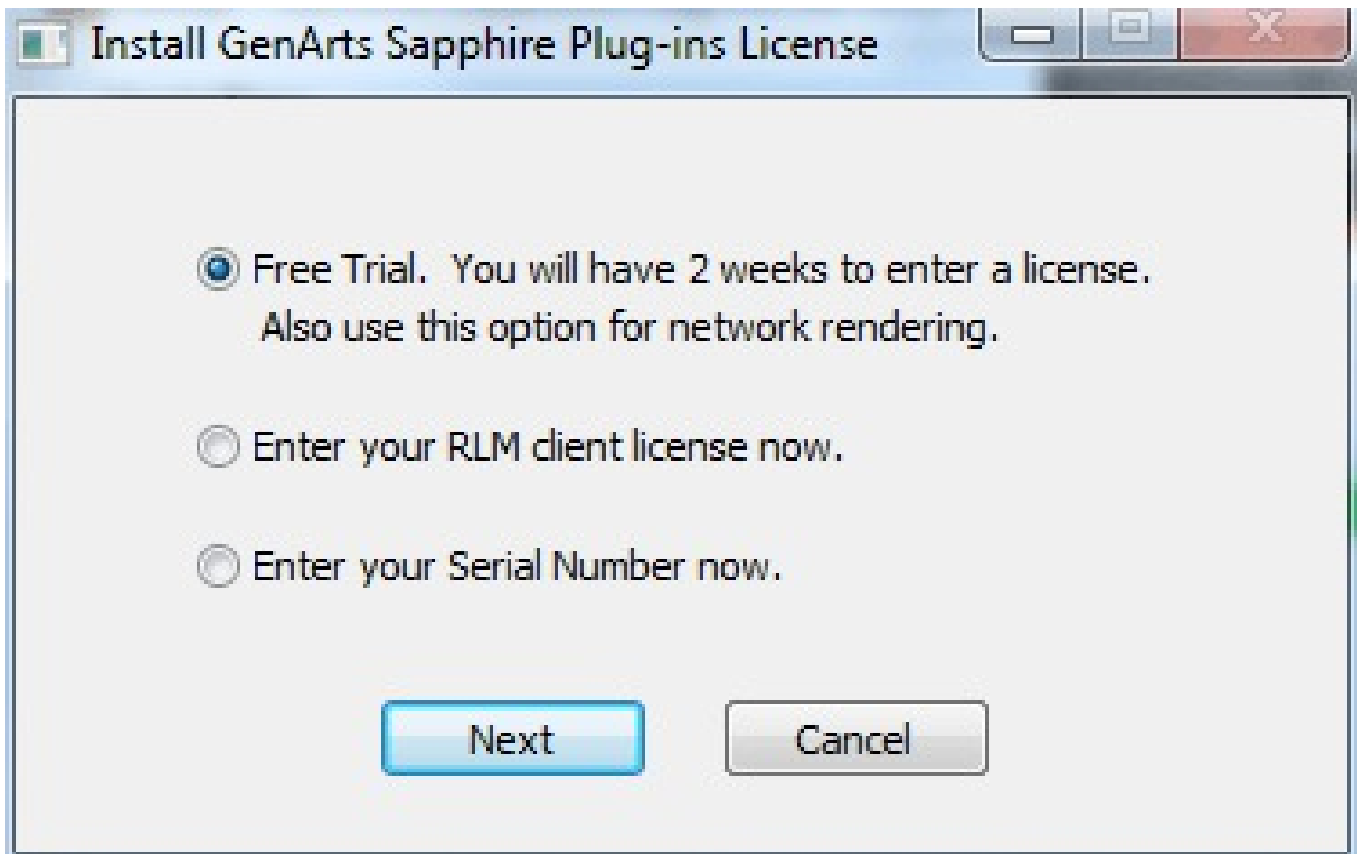 Install GenArts Sapphire Plug-ins License
Free Trial.  You will have 2 weeks to enter a license.
Also use this option for network rendering.
Enter your RLM client license now.
Enter your Serial Number now.
Next Cancel